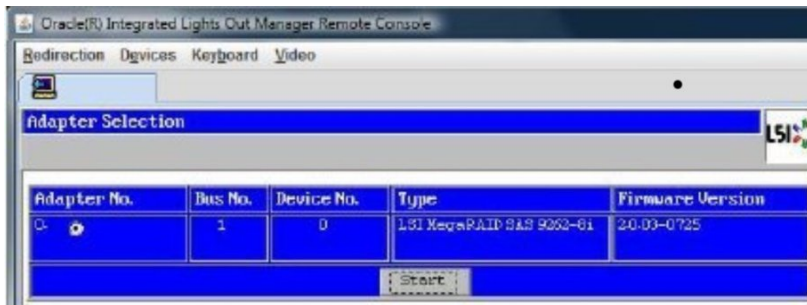 Oracle(R) Integrated Lights Out Manager Remote Console
Redirection Devices Keyboard Video
Adapter Selection
LSI
Adapter No. Bus No. Device No. Type Firmware Version
0. 1 0 LSI MegaRAID SAS 9262-8i 2.0.03-0725
Start